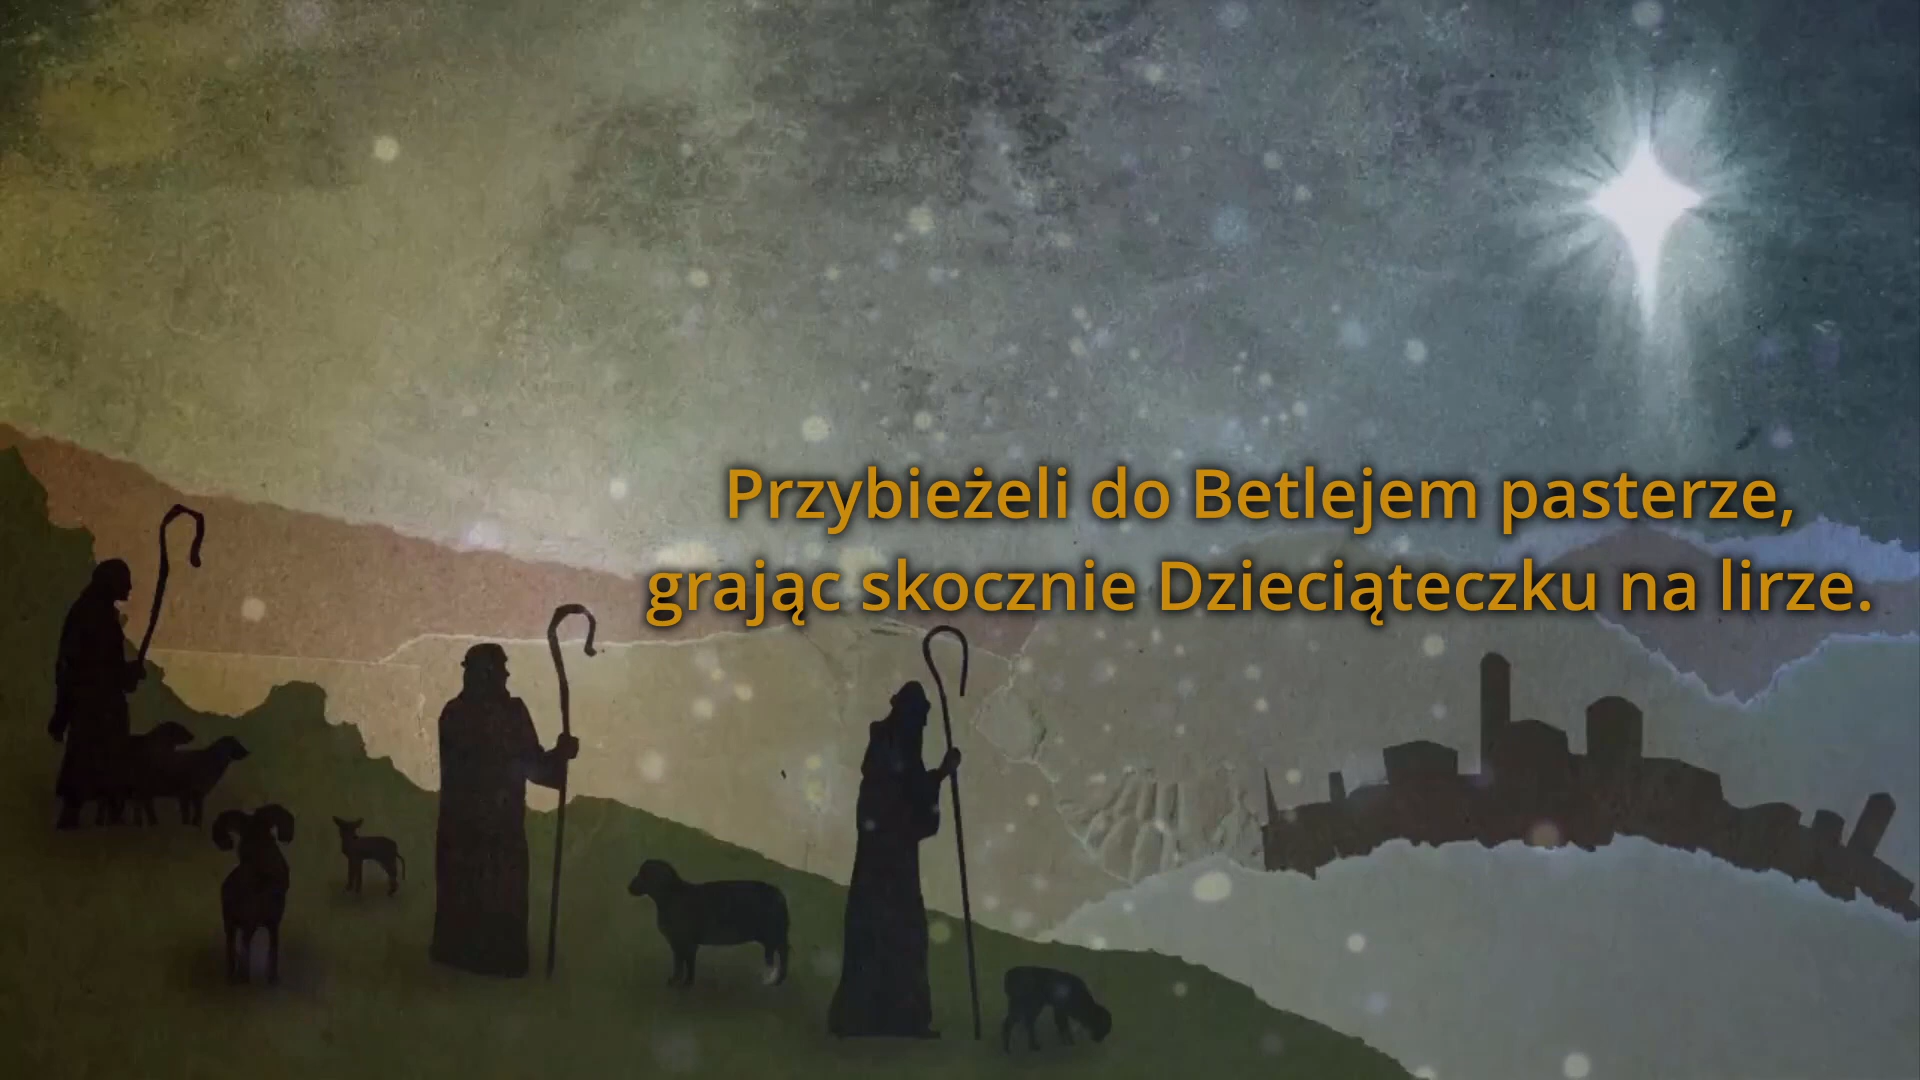 Przybieżeli do Betlejem pasterze,
grając skocznie Dzieciąteczku na lirze.